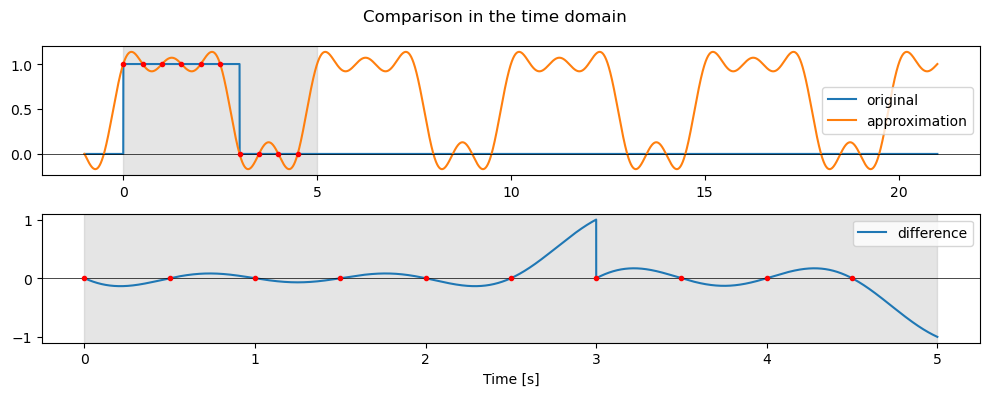 Comparison in the time domain
1.0
0.5
0.0
original
approximation
0 5 10 15 20
1
0
−1
difference
0 1 2 3 4 5
Time [s]